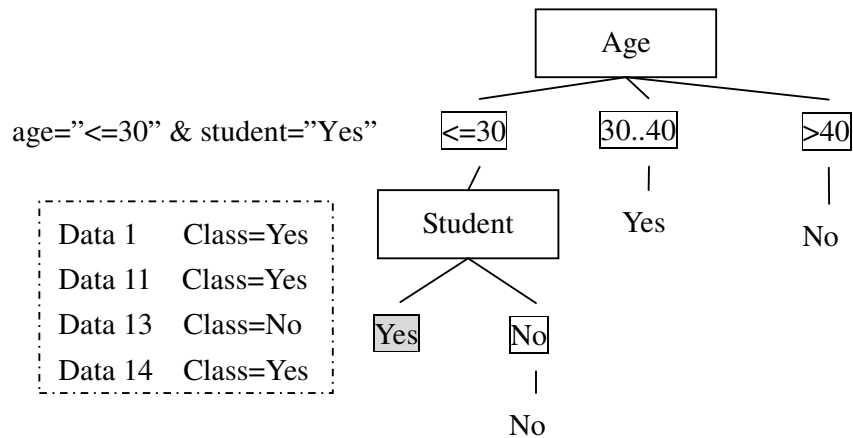 Age
age=”<=30” & student=”Yes”
<=30
30..40
>40
Student
Yes
No
Data 1 Class=Yes
Data 11 Class=Yes
Data 13 Class=No
Data 14 Class=Yes
Yes
No
No